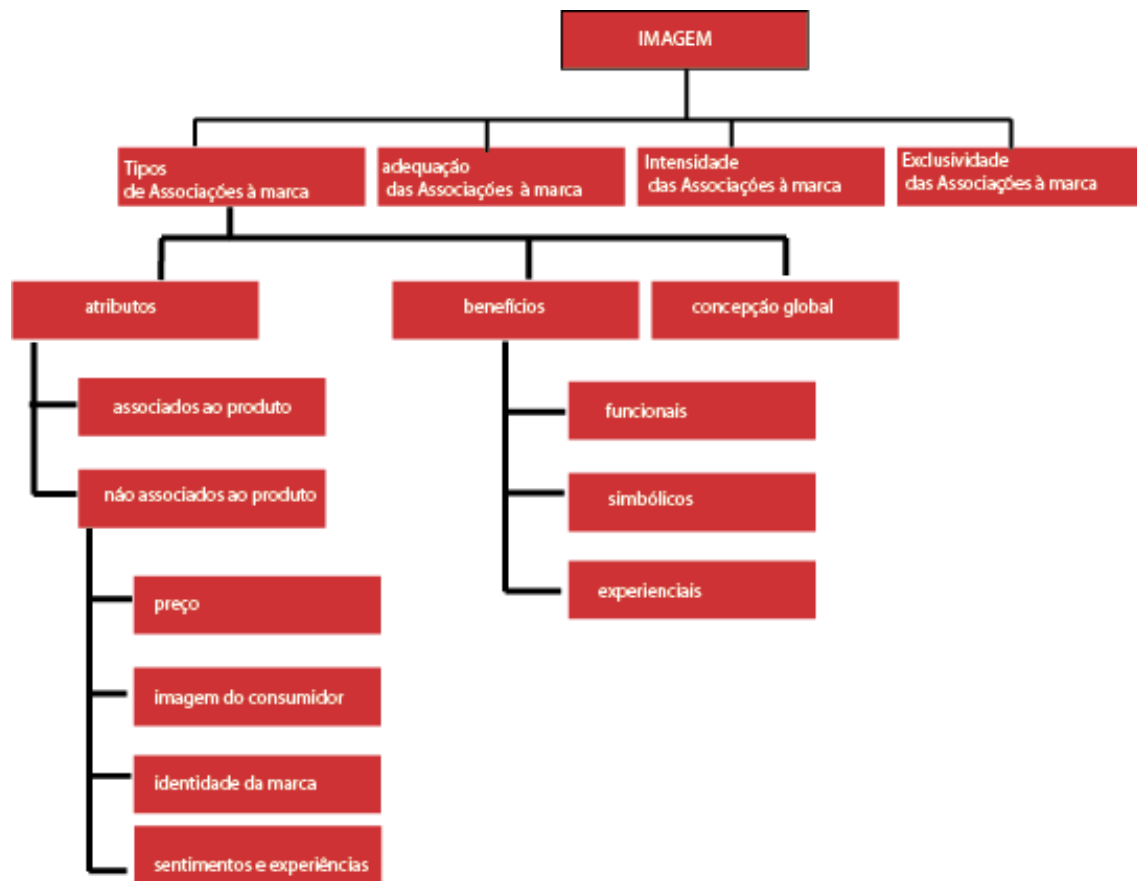 IMAGEM
Tipos
de Associações à marca
adequação
das Associações à marca
Intensidade
das Associações à marca
Exclusividade
das Associações à marca
atributos
benefícios
concepção global
associados ao produto
funcionais
náo associados ao produto
simbólicos
experienciais
preço
imagem do consumidor
identidade da marca
sentimentos e experiências